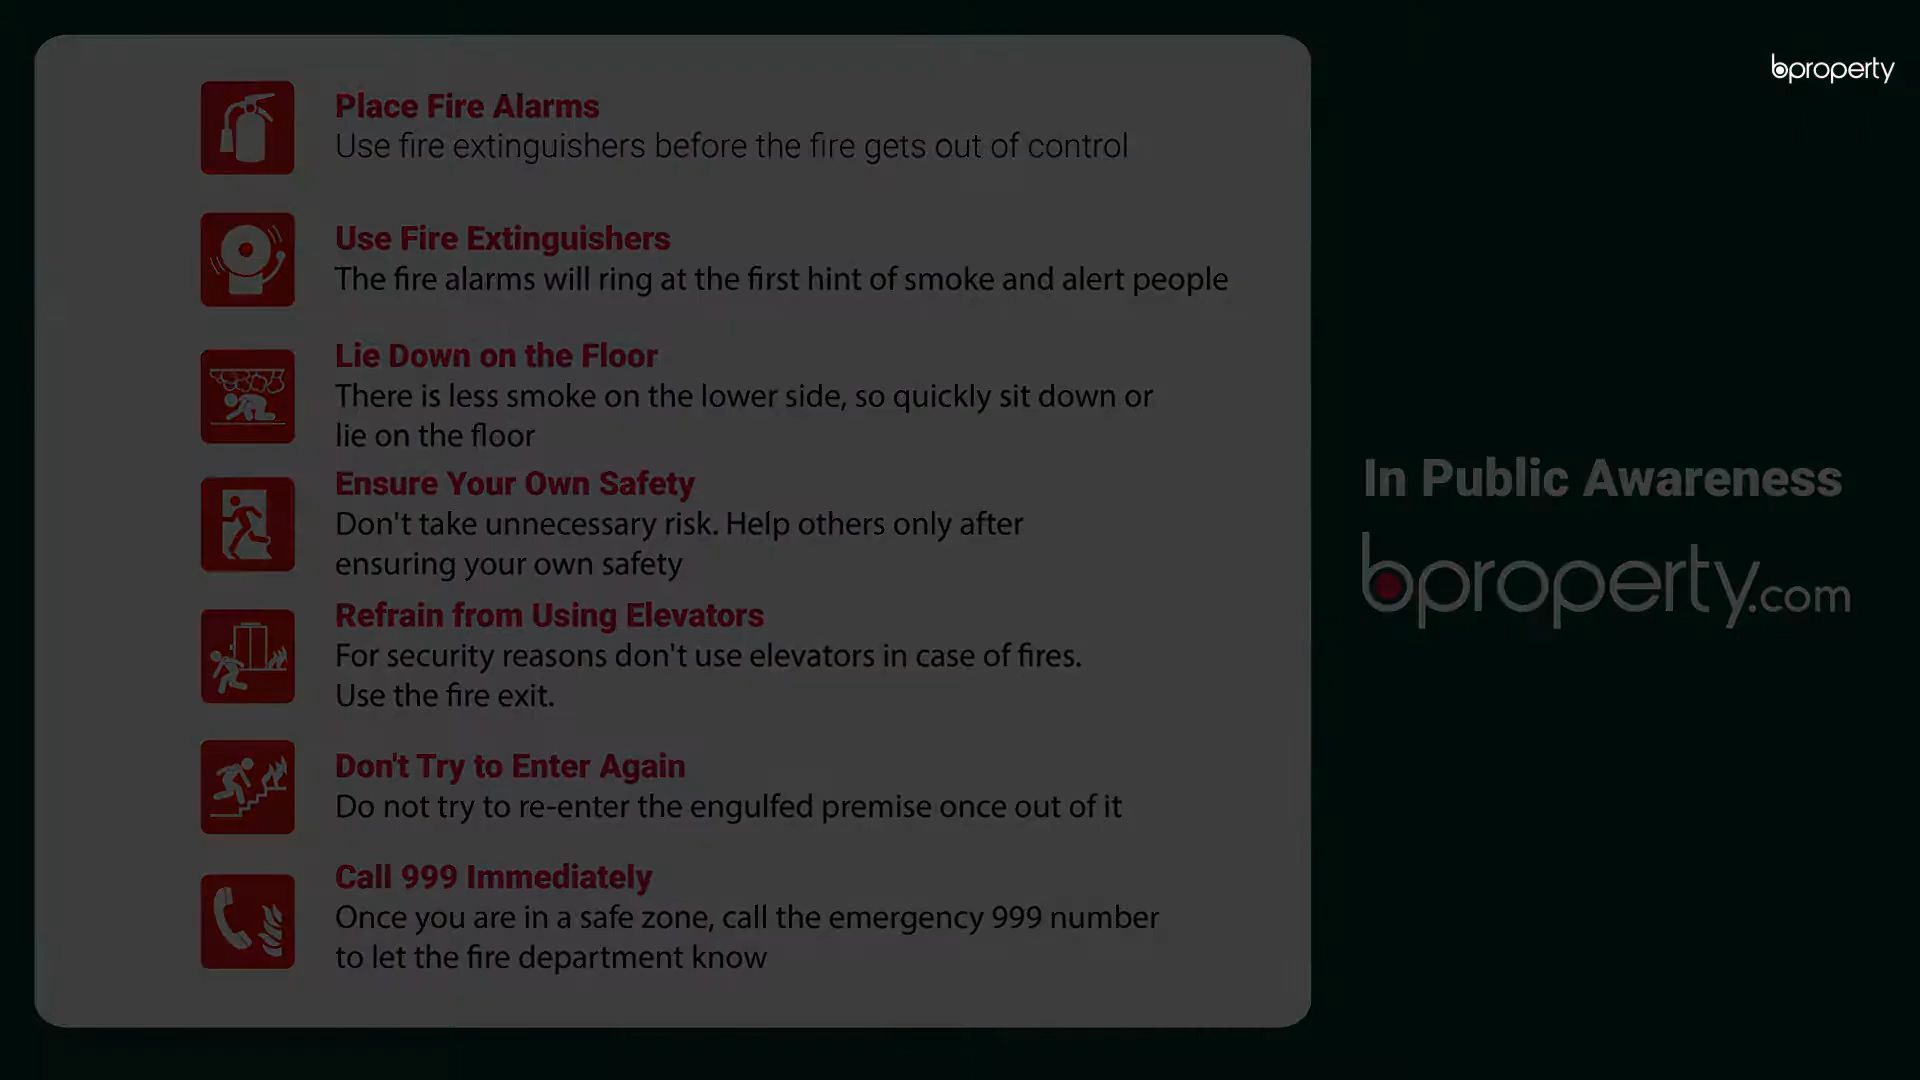 bproperty
Place Fire Alarms
Use fire extinguishers before the fire gets out of control
Use Fire Extinguishers
The fire alarms will ring at the first hint of smoke and alert people
Lie Down on the Floor
There is less smoke on the lower side, so quickly sit down or
lie on the floor
Ensure Your Own Safety
Don't take unnecessary risk. Help others only after
ensuring your own safety
Refrain from Using Elevators
For security reasons don't use elevators in case of fires.
Use the fire exit.
Don't Try to Enter Again
Do not try to re-enter the engulfed premise once out of it
Call 999 Immediately
Once you are in a safe zone, call the emergency 999 number
to let the fire department know
In Public Awareness
bproperty.com